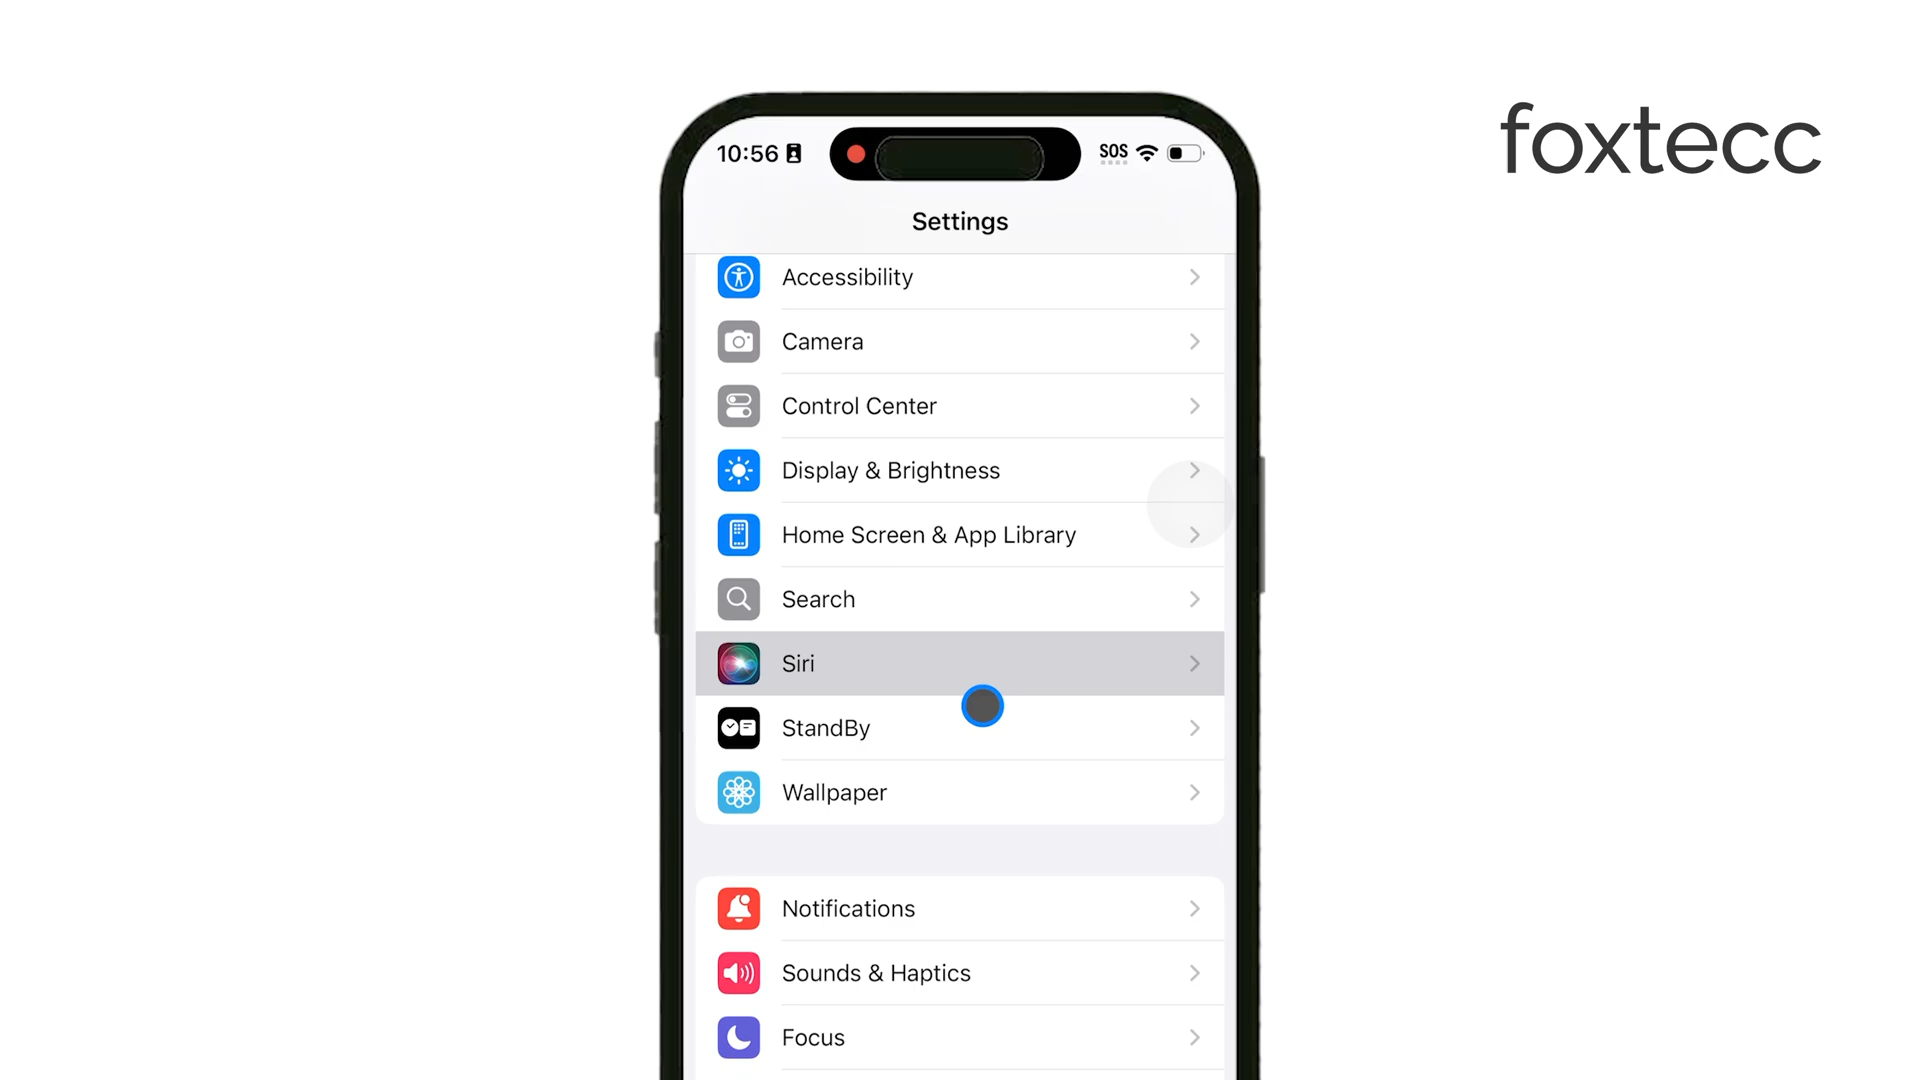 foxtecc
10:56
SOS
Settings
Accessibility
Camera
Control Center
Display & Brightness
Home Screen & App Library
Search
Siri
StandBy
Wallpaper
Notifications
Sounds & Haptics
Focus